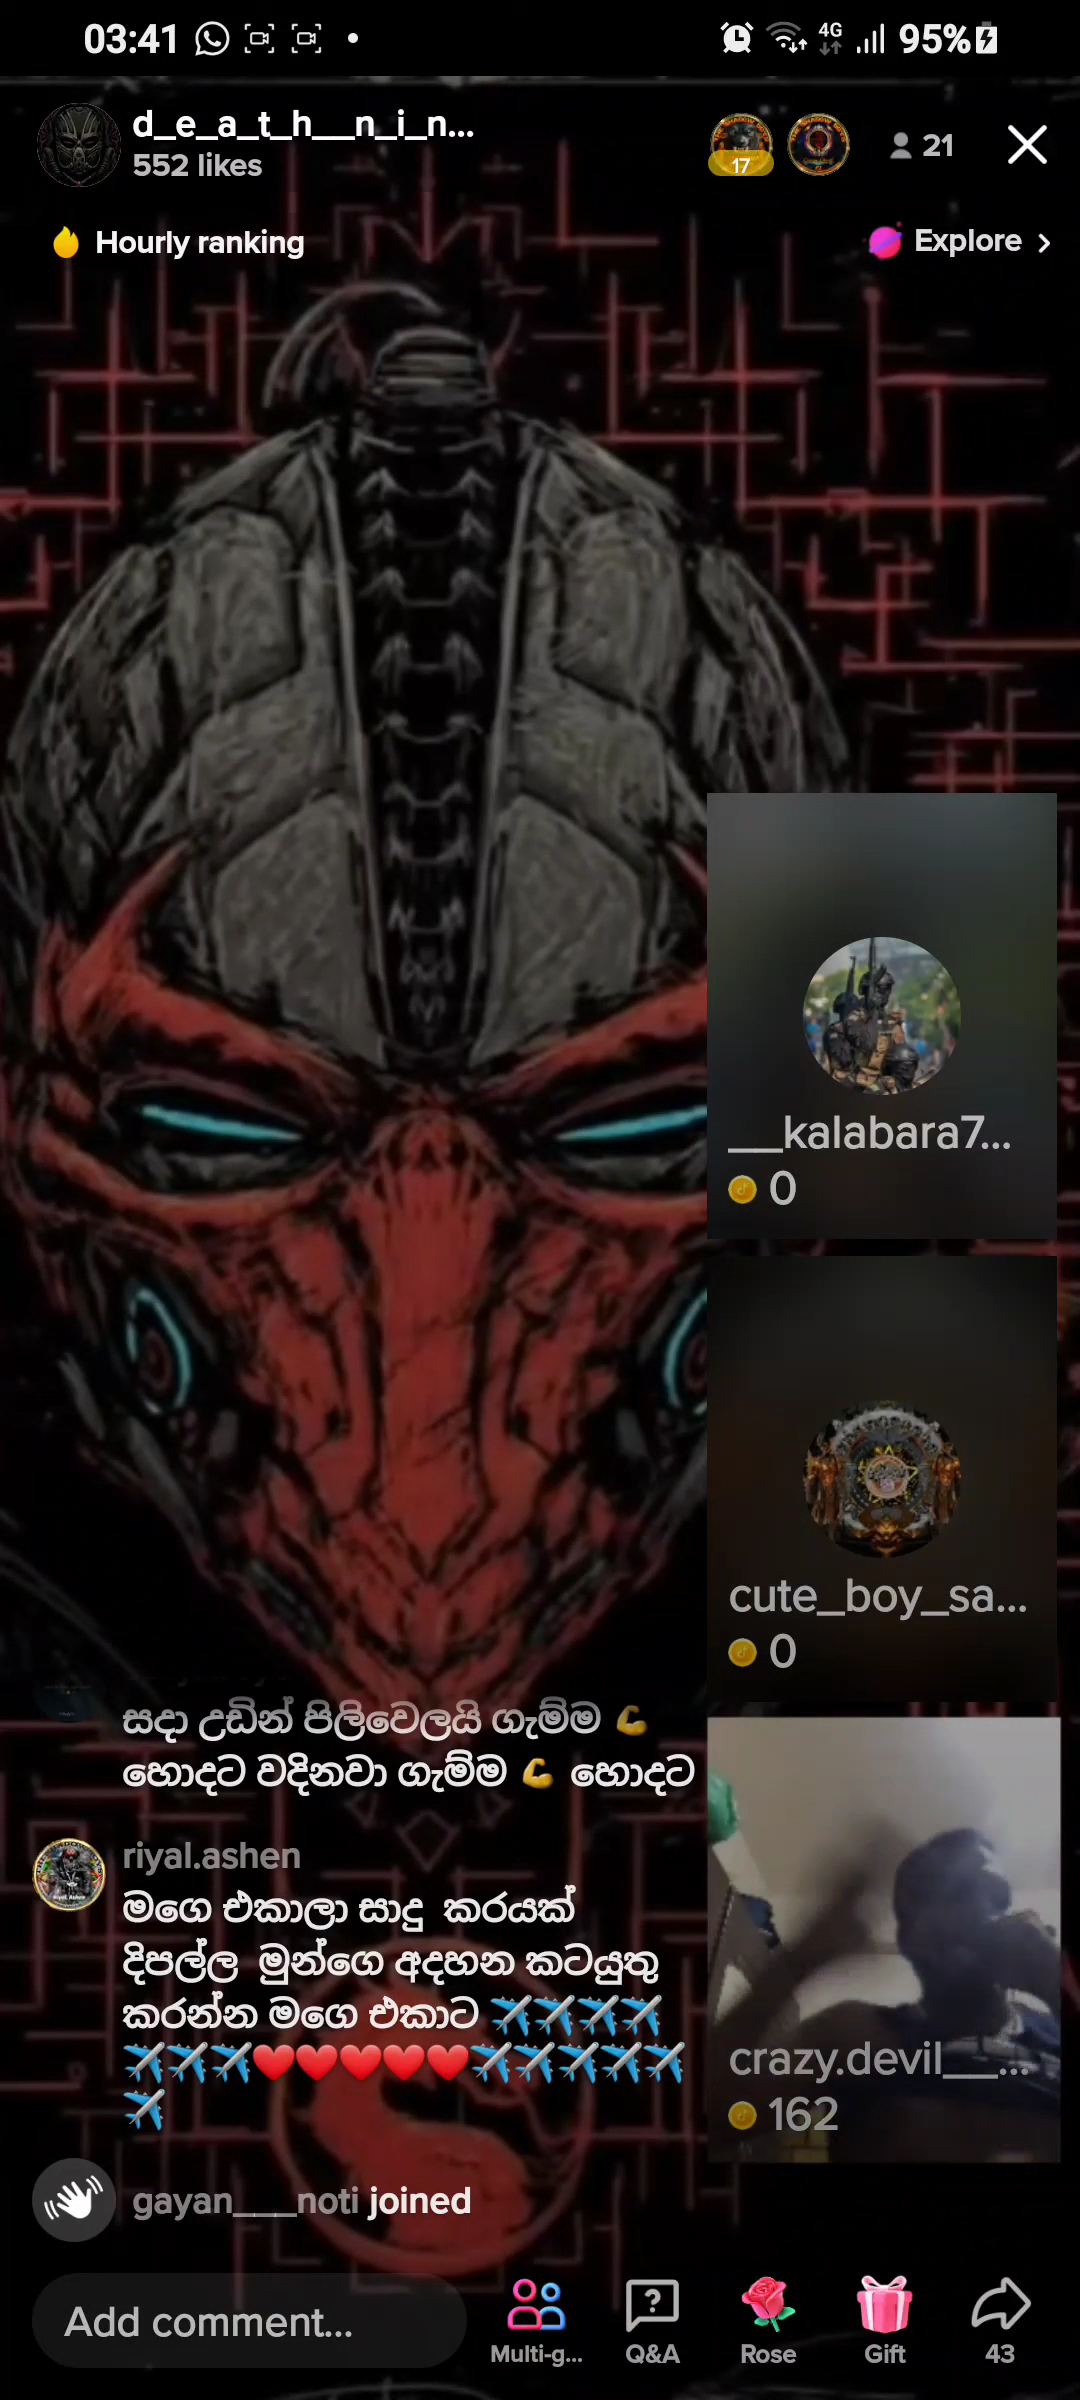 03:41
4G
95%
d_e_a_t_h__n_i_n...
552 likes
17
21
Hourly ranking
Explore
__kalabara7...
0
cute_boy_sa...
0
සදා උඩින් පිලිවෙලයි ගැම්ම 💪
හොදට වදිනවා ගැම්ම 💪 හොදට
riyal.ashen
මගෙ එකාලා සාදු කරයක්
දිපල්ල මුන්ගෙ අදහන කටයුතු
කරන්න මගෙ එකාට ✈️✈️✈️✈️
✈️✈️✈️❤️❤️❤️❤️❤️✈️✈️✈️✈️✈️
✈️
crazy.devil__...
162
gayan___noti joined
Add comment...
Multi-g...
Q&A
Rose
Gift
43